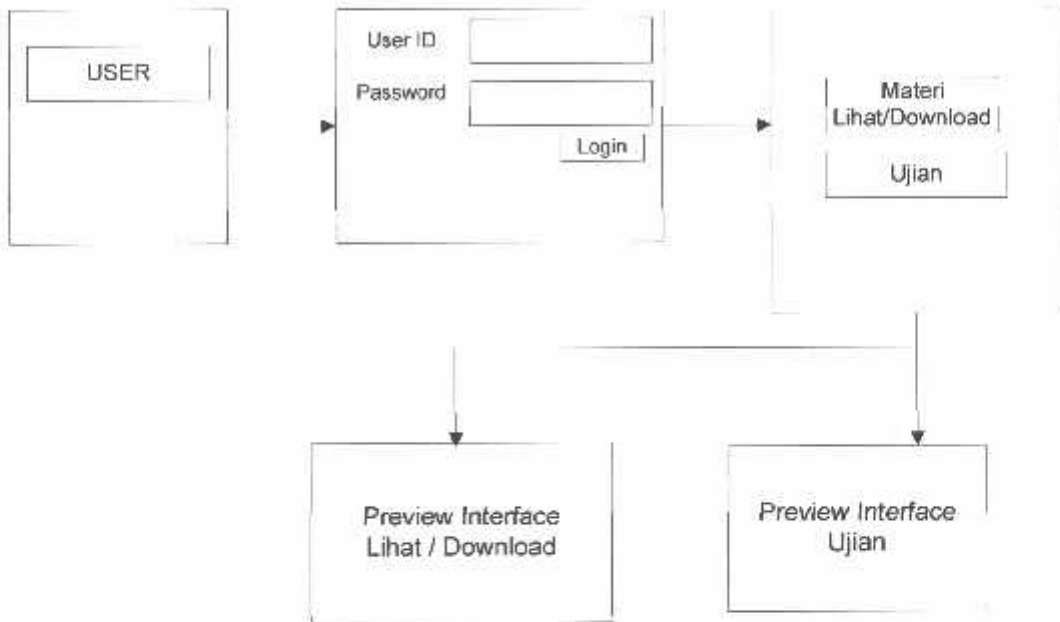 USER
User ID
Password
Login
Materi
Lihat/Download
Ujian
Preview Interface
Lihat / Download
Preview Interface
Ujian